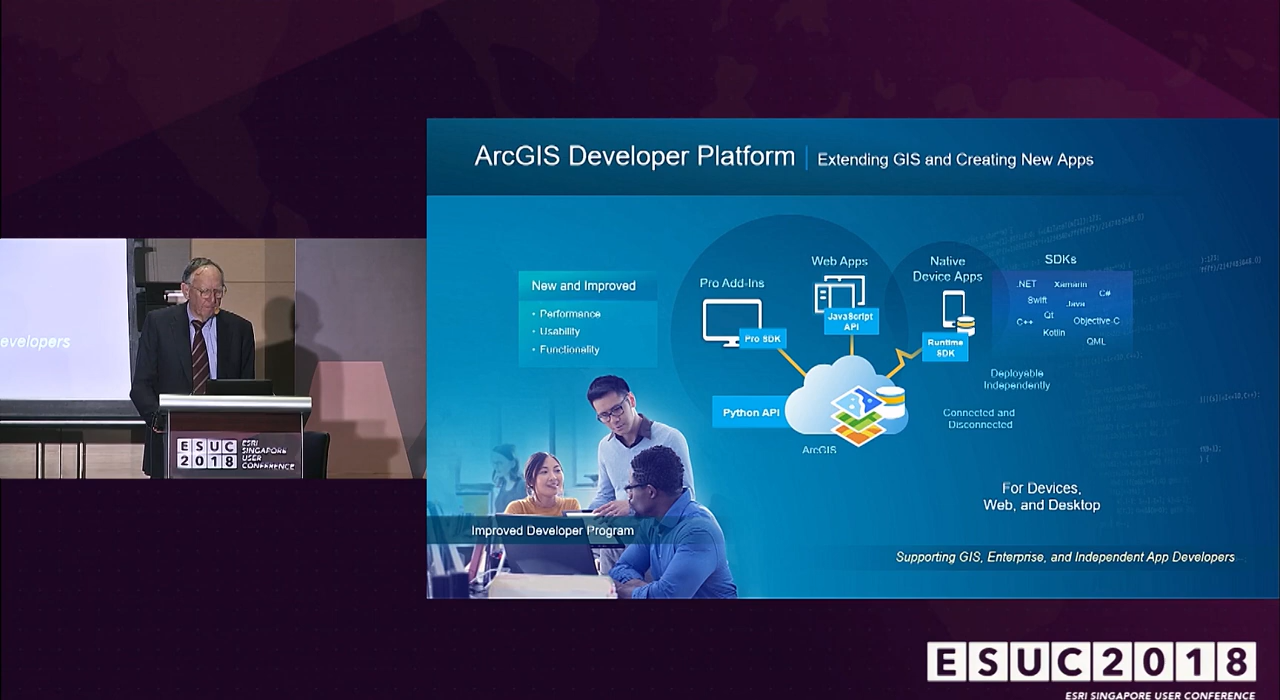 ArcGIS Developer Platform | Extending GIS and Creating New Apps
New and Improved
• Performance
• Usability
• Functionality
Pro Add-Ins
Pro SDK
Web Apps
JavaScript
API
Native
Device Apps
Runtime
SDK
SDKs
.NET
Xamarin
C#
Swift
Java
Qt
C++
Objective-C
Kotlin
QML
Python API
ArcGIS
Deployable
Independently
Connected and
Disconnected
For Devices,
Web, and Desktop
Improved Developer Program
Supporting GIS, Enterprise, and Independent App Developers
evelopers
ESUC
2018
ESRI
SINGAPORE
USER
CONFERENCE
ESUC2018
ESRI SINGAPORE USER CONFERENCE